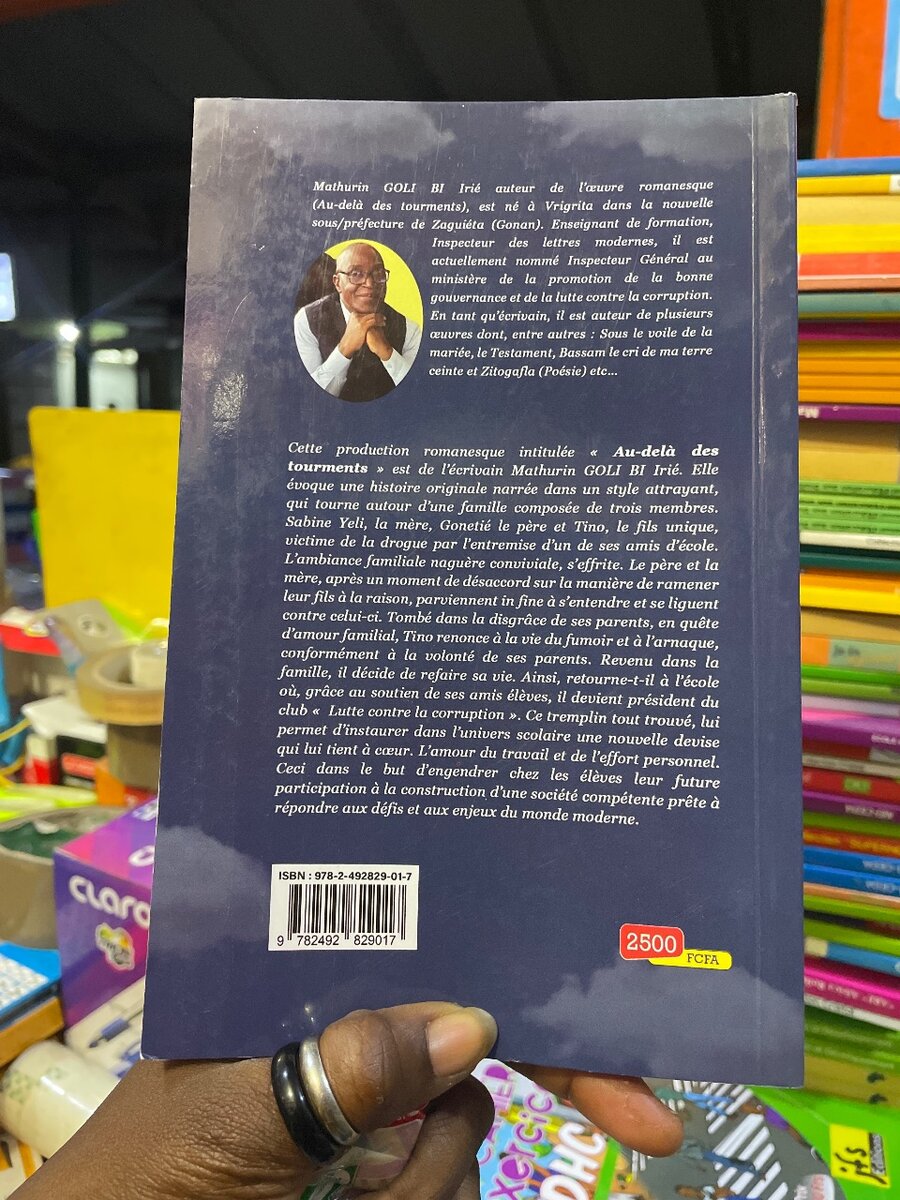 Mathurin GOLI BI Irié auteur de l'œuvre romanesque
(Au-delà des tourments), est né à Vrigrita dans la nouvelle
sous/préfecture de Zaguiéta (Gonan). Enseignant de formation,
Inspecteur des lettres modernes, il est
actuellement nommé Inspecteur Général au
ministère de la promotion de la bonne
gouvernance et de la lutte contre la corruption.
En tant qu'écrivain, il est auteur de plusieurs
œuvres dont, entre autres : Sous le voile de la
mariée, le Testament, Bassam le cri de ma terre
ceinte et Zitogafla (Poésie) etc...
Cette production romanesque intitulée « Au-delà des
tourments » est de l'écrivain Mathurin GOLI BI Irié. Elle
évoque une histoire originale narrée dans un style attrayant,
qui tourne autour d'une famille composée de trois membres.
Sabine Yeli, la mère, Gonetié le père et Tino, le fils unique,
victime de la drogue par l'entremise d'un de ses amis d'école.
L'ambiance familiale naguère conviviale, s'effrite. Le père et la
mère, après un moment de désaccord sur la manière de ramener
leur fils à la raison, parviennent in fine à s'entendre et se liguent
contre celui-ci. Tombé dans la disgrâce de ses parents, en quête
d'amour familial, Tino renonce à la vie du fumoir et à l'arnaque,
conformément à la volonté de ses parents. Revenu dans la
famille, il décide de refaire sa vie. Ainsi, retourne-t-il à l'école
où, grâce au soutien de ses amis élèves, il devient président du
club « Lutte contre la corruption ». Ce tremplin tout trouvé, lui
permet d'instaurer dans l'univers scolaire une nouvelle devise
qui lui tient à cœur. L'amour du travail et de l'effort personnel.
Ceci dans le but d'engendrer chez les élèves leur future
participation à la construction d'une société compétente prête à
répondre aux défis et aux enjeux du monde moderne.
ISBN : 978-2-492829-01-7
9 782492 829017
2500
FCFA
CLARO
Editions